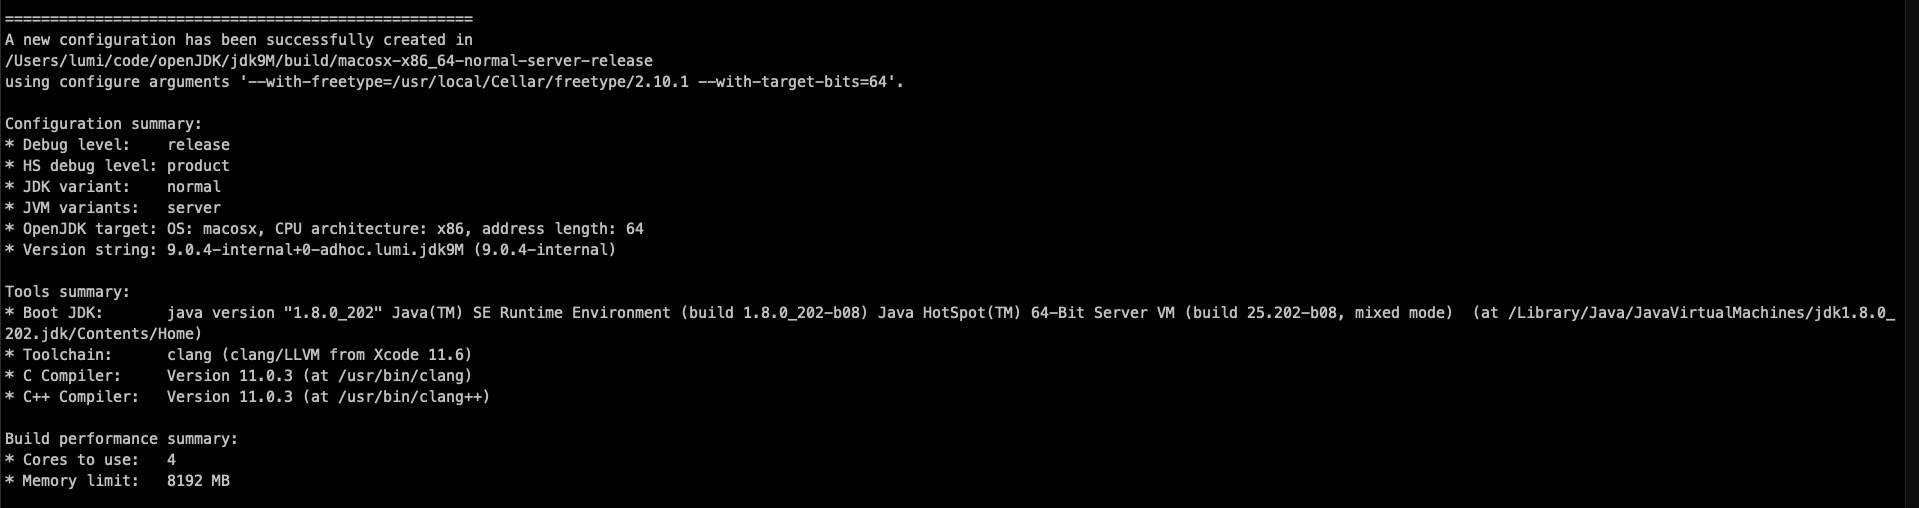 ====================================================
A new configuration has been successfully created in
/Users/lumi/code/openJDK/jdk9M/build/macosx-x86_64-normal-server-release
using configure arguments '--with-freetype=/usr/local/Cellar/freetype/2.10.1 --with-target-bits=64'.

Configuration summary:
* Debug level:    release
* HS debug level: product
* JDK variant:    normal
* JVM variants:   server
* OpenJDK target: OS: macosx, CPU architecture: x86, address length: 64
* Version string: 9.0.4-internal+0-adhoc.lumi.jdk9M (9.0.4-internal)

Tools summary:
* Boot JDK:       java version "1.8.0_202" Java(TM) SE Runtime Environment (build 1.8.0_202-b08) Java HotSpot(TM) 64-Bit Server VM (build 25.202-b08, mixed mode)  (at /Library/Java/JavaVirtualMachines/jdk1.8.0_
202.jdk/Contents/Home)
* Toolchain:      clang (clang/LLVM from Xcode 11.6)
* C Compiler:     Version 11.0.3 (at /usr/bin/clang)
* C++ Compiler:   Version 11.0.3 (at /usr/bin/clang++)

Build performance summary:
* Cores to use:   4
* Memory limit:   8192 MB